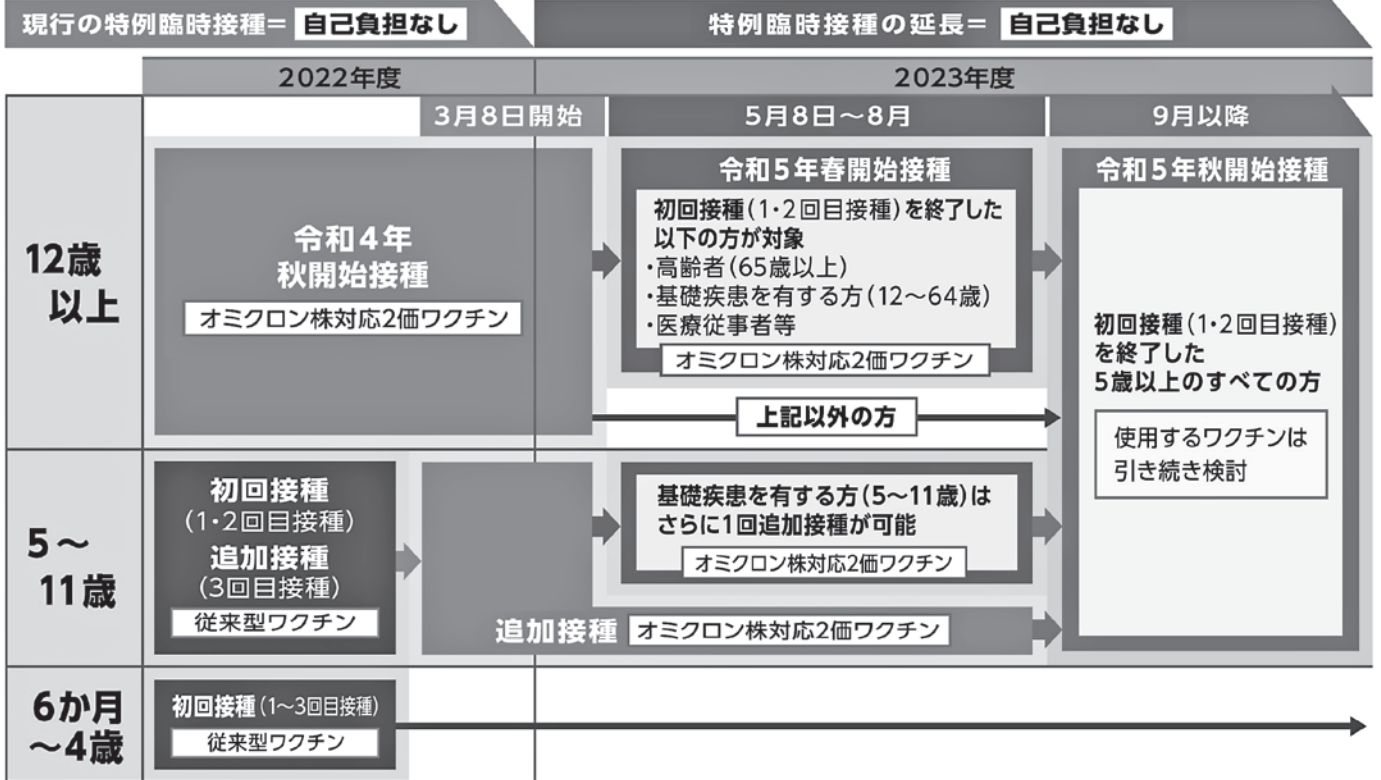 現行の特例臨時接種= 自己負担なし
特例臨時接種の延長= 自己負担なし
2022年度
2023年度
3月8日開始
5月8日～8月
9月以降
12歳
以上
令和4年
秋開始接種
オミクロン株対応2価ワクチン
令和5年春開始接種
初回接種(1・2回目接種)を終了した
以下の方が対象
・高齢者(65歳以上)
・基礎疾患を有する方(12～64歳)
・医療従事者等
オミクロン株対応2価ワクチン
上記以外の方
令和5年秋開始接種
初回接種(1・2回目接種)
を終了した
5歳以上のすべての方
使用するワクチンは
引き続き検討
5～
11歳
初回接種
(1・2回目接種)
追加接種
(3回目接種)
従来型ワクチン
基礎疾患を有する方(5～11歳)は
さらに1回追加接種が可能
オミクロン株対応2価ワクチン
追加接種 オミクロン株対応2価ワクチン
6か月
～4歳
初回接種(1～3回目接種)
従来型ワクチン